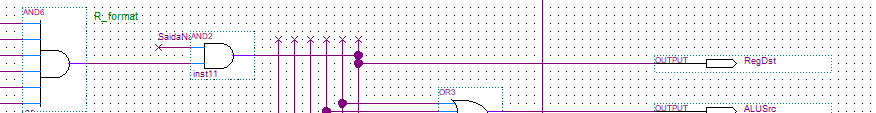 AND6
R_format
SaidaN
AND2
inst11
OUTPUT
RegDst
OR3
OUTPUT
ALUSrc